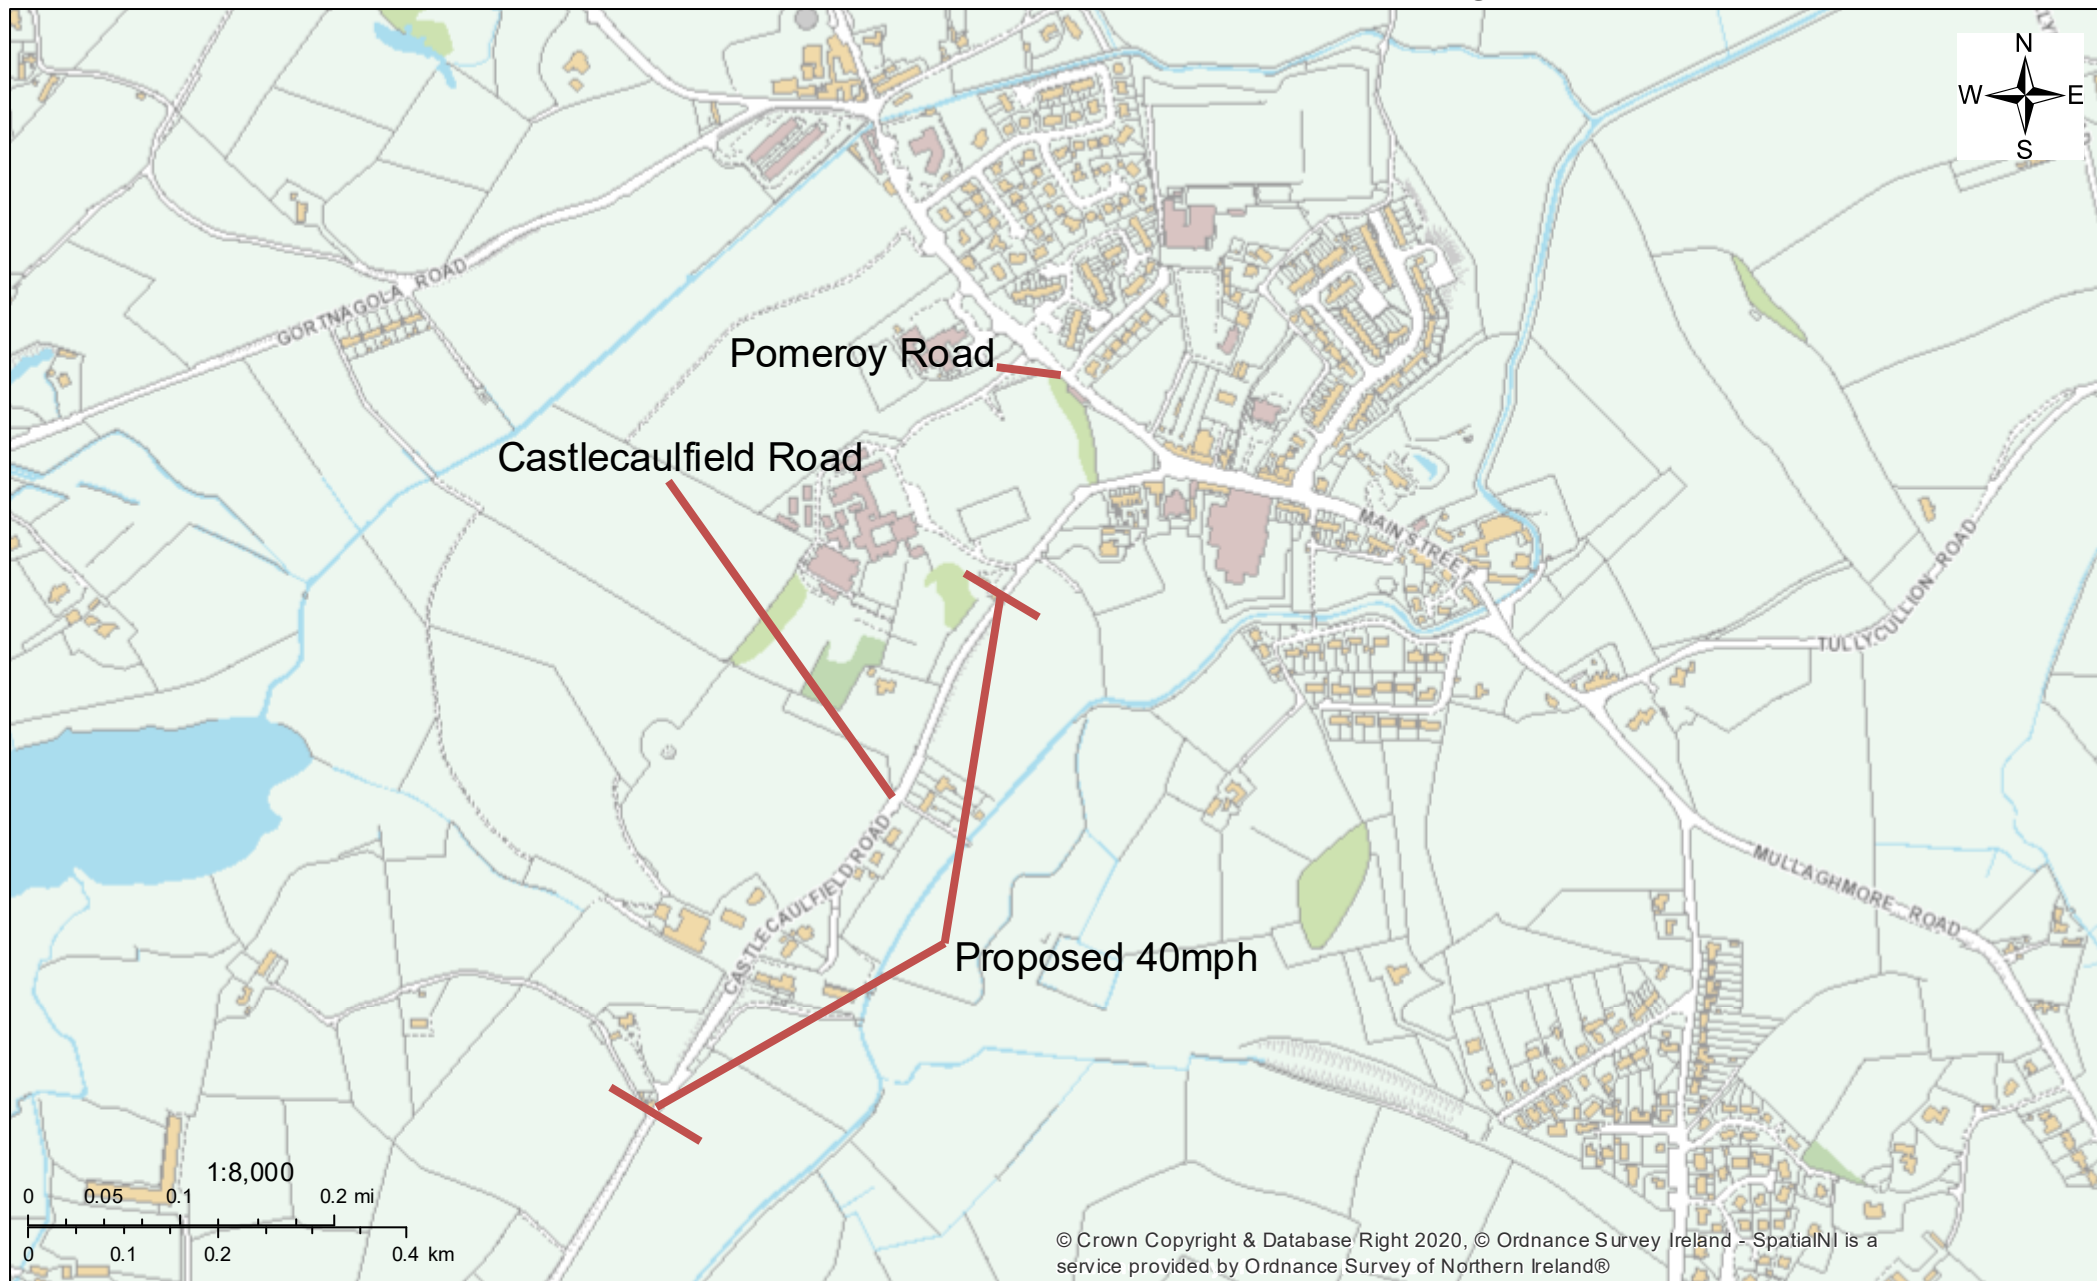 N
W E
S
GORTNAGOLA ROAD
Pomeroy Road
Castlecaulfield Road
MAIN STREET
TULLYCULLION ROAD
CASTLECAULFIELD ROAD
MULLAGHMORE ROAD
Proposed 40mph
1:8,000
0 0.05 0.1 0.2 mi
0 0.1 0.2 0.4 km
© Crown Copyright & Database Right 2020, © Ordnance Survey Ireland - SpatialNI is a
service provided by Ordnance Survey of Northern Ireland®